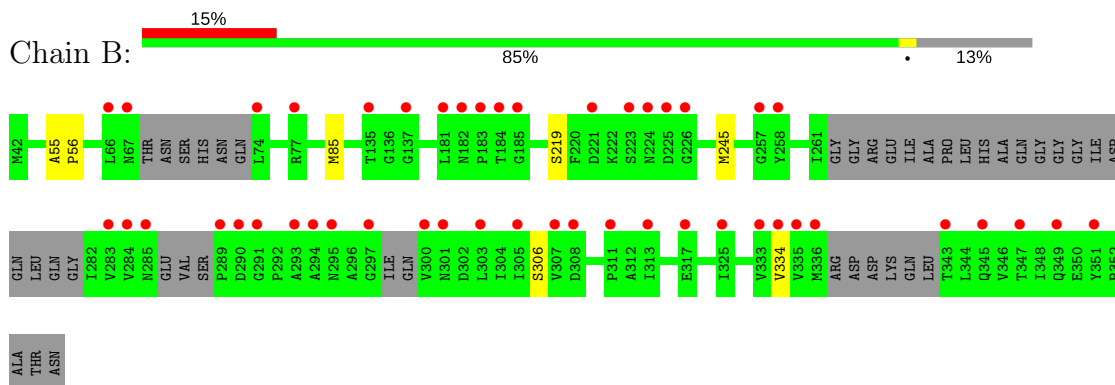 15%
Chain B:
85%
•
13%
M42
A55
P56
L66
N67
THR
ASN
SER
HIS
ASN
GLN
L74
R77
M85
T135
G136
G137
L181
N182
P183
T184
G185
S219
F220
D221
K222
S223
N224
D225
G226
M245
G257
Y258
I261
GLY
GLY
ARG
GLU
ILE
ALA
PRO
LEU
HIS
ALA
GLN
GLY
GLY
GLY
ILE
ASP
GLN
LEU
GLN
GLY
I282
V283
V284
N285
GLU
VAL
SER
P289
D290
G291
P292
A293
A294
N295
A296
G297
ILE
GLN
V300
N301
D302
L303
I304
I305
S306
V307
D308
P311
A312
I313
E317
I325
V333
V334
V335
M336
ARG
ASP
ASP
LYS
GLN
LEU
T343
L344
Q345
V346
T347
I348
Q349
E350
Y351
P352
ALA
THR
ASN